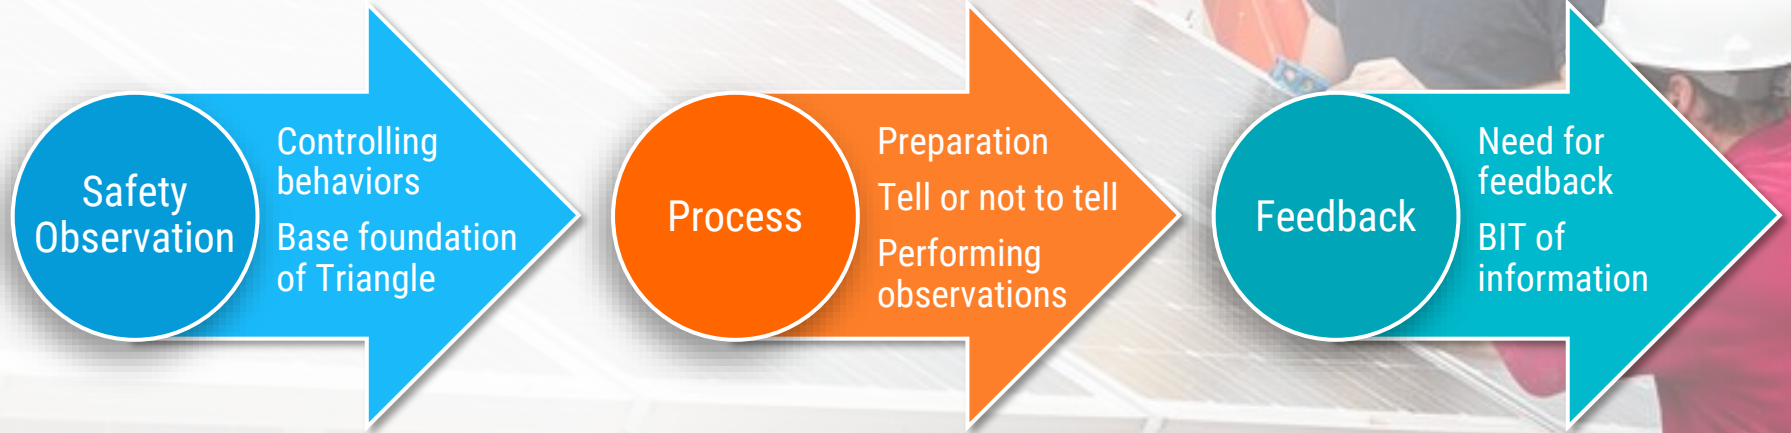 Safety
Observation
Controlling
behaviors
Base foundation
of Triangle
Process
Preparation
Tell or not to tell
Performing
observations
Feedback
Need for
feedback
BIT of
information